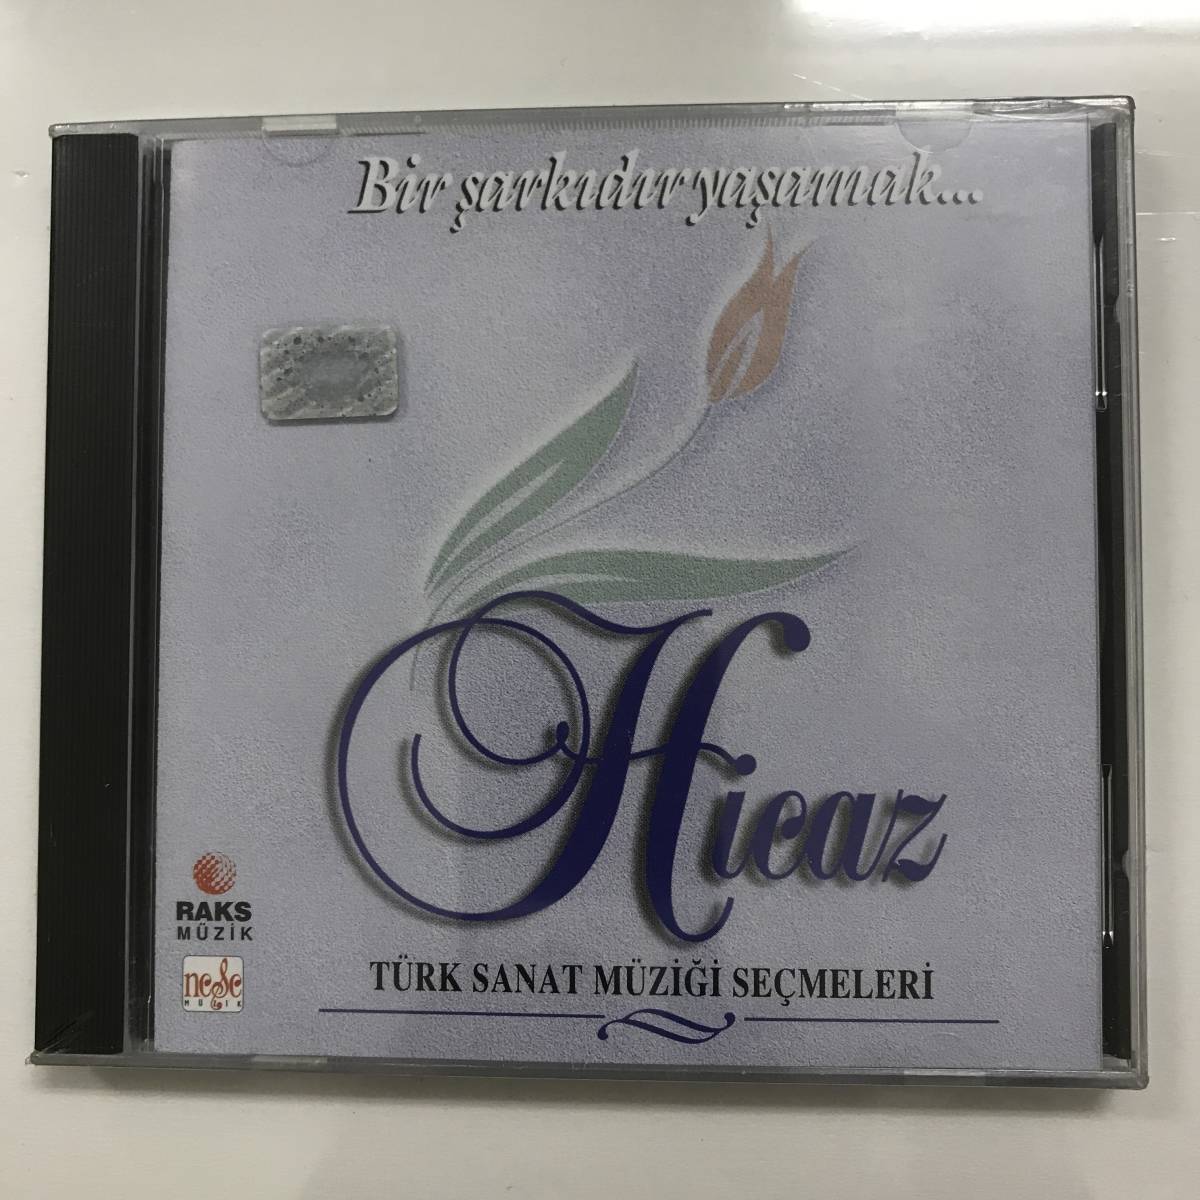 Bir şarkıdır yaşamak...
Hicaz
RAKS
MÜZİK
neşe
MÜZİK
TÜRK SANAT MÜZİĞİ SEÇMELERİ